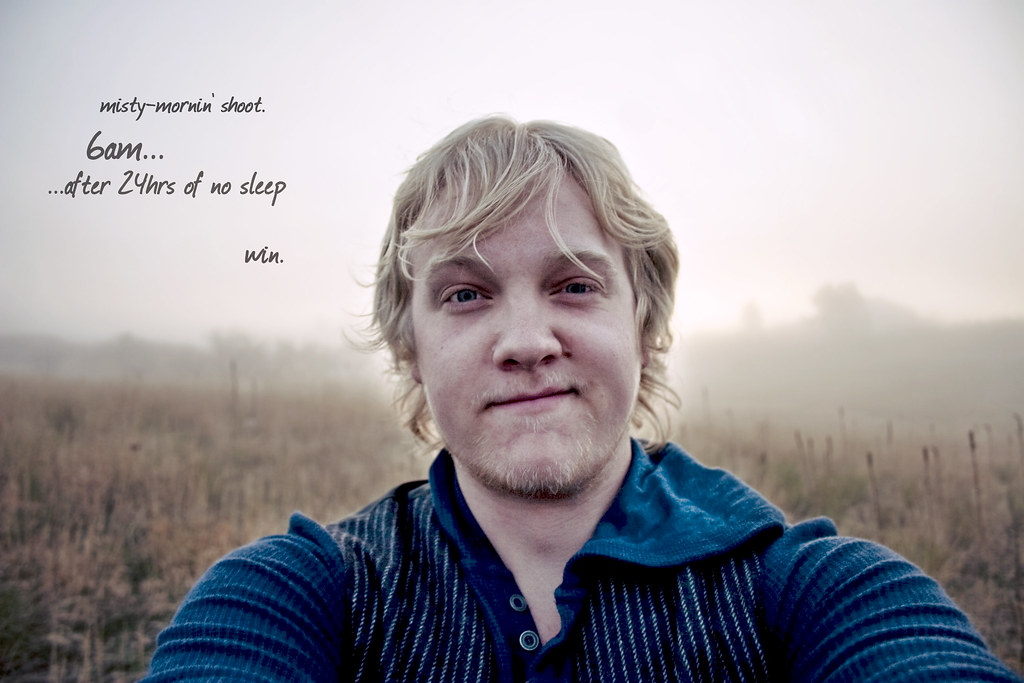 misty-mornin' shoot.
6am...
...after 24hrs of no sleep
win.